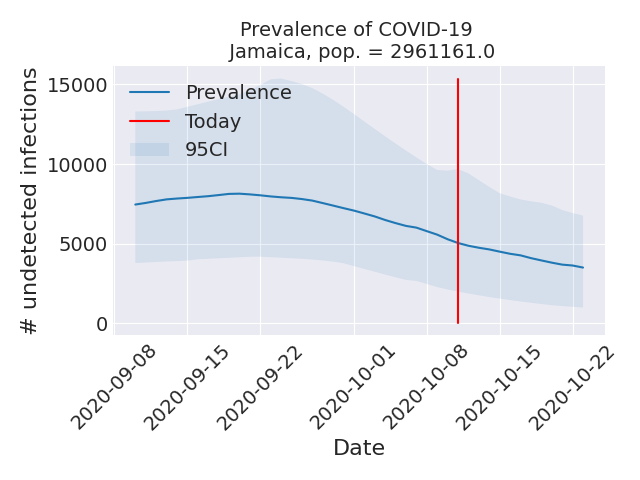 Prevalence of COVID-19
Jamaica, pop. = 2961161.0
# undetected infections
15000
10000
5000
0
Prevalence
Today
95CI
2020-09-08
2020-09-15
2020-09-22
2020-10-01
2020-10-08
2020-10-15
2020-10-22
Date